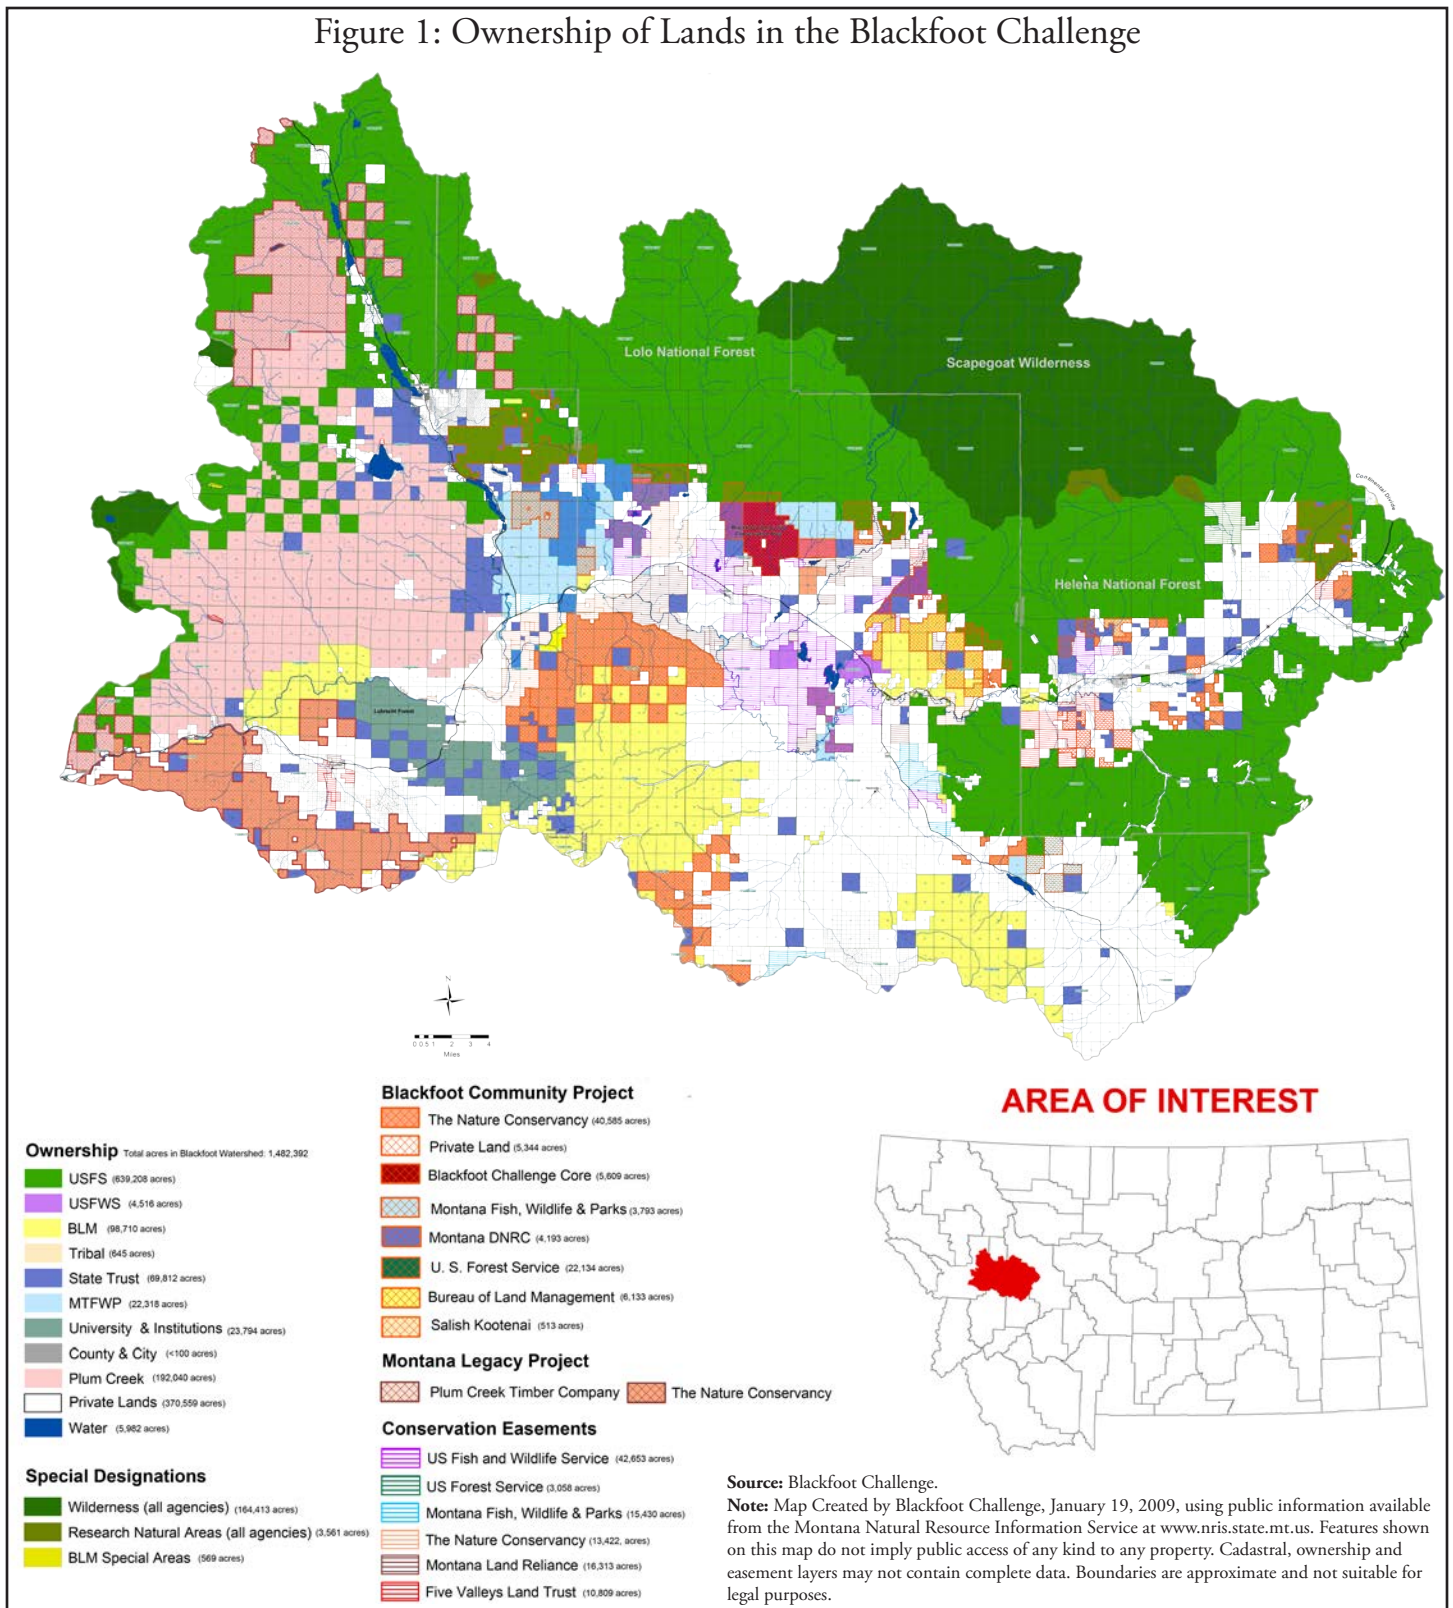 Figure 1: Ownership of Lands in the Blackfoot Challenge
Lolo National Forest
Scapegoat Wilderness
Continental Divide
Helena National Forest
Lubrecht Forest
N
0 0.5 1 2 3 4
Miles
Ownership Total acres in Blackfoot Watershed: 1,482,392
USFS (639,208 acres)
USFWS (4,516 acres)
BLM (98,710 acres)
Tribal (645 acres)
State Trust (69,812 acres)
MTFWP (22,318 acres)
University & Institutions (23,794 acres)
County & City (<100 acres)
Plum Creek (192,040 acres)
Private Lands (370,559 acres)
Water (5,982 acres)
Special Designations
Wilderness (all agencies) (164,413 acres)
Research Natural Areas (all agencies) (3,561 acres)
BLM Special Areas (569 acres)
Blackfoot Community Project
The Nature Conservancy (40,585 acres)
Private Land (5,344 acres)
Blackfoot Challenge Core (5,609 acres)
Montana Fish, Wildlife & Parks (3,793 acres)
Montana DNRC (4,193 acres)
U. S. Forest Service (22,134 acres)
Bureau of Land Management (6,133 acres)
Salish Kootenai (513 acres)
Montana Legacy Project
Plum Creek Timber Company The Nature Conservancy
Conservation Easements
US Fish and Wildlife Service (42,653 acres)
US Forest Service (3,058 acres)
Montana Fish, Wildlife & Parks (15,430 acres)
The Nature Conservancy (13,422, acres)
Montana Land Reliance (16,313 acres)
Five Valleys Land Trust (10,809 acres)
AREA OF INTEREST
Source: Blackfoot Challenge.
Note: Map Created by Blackfoot Challenge, January 19, 2009, using public information available
from the Montana Natural Resource Information Service at www.nris.state.mt.us. Features shown
on this map do not imply public access of any kind to any property. Cadastral, ownership and
easement layers may not contain complete data. Boundaries are approximate and not suitable for
legal purposes.